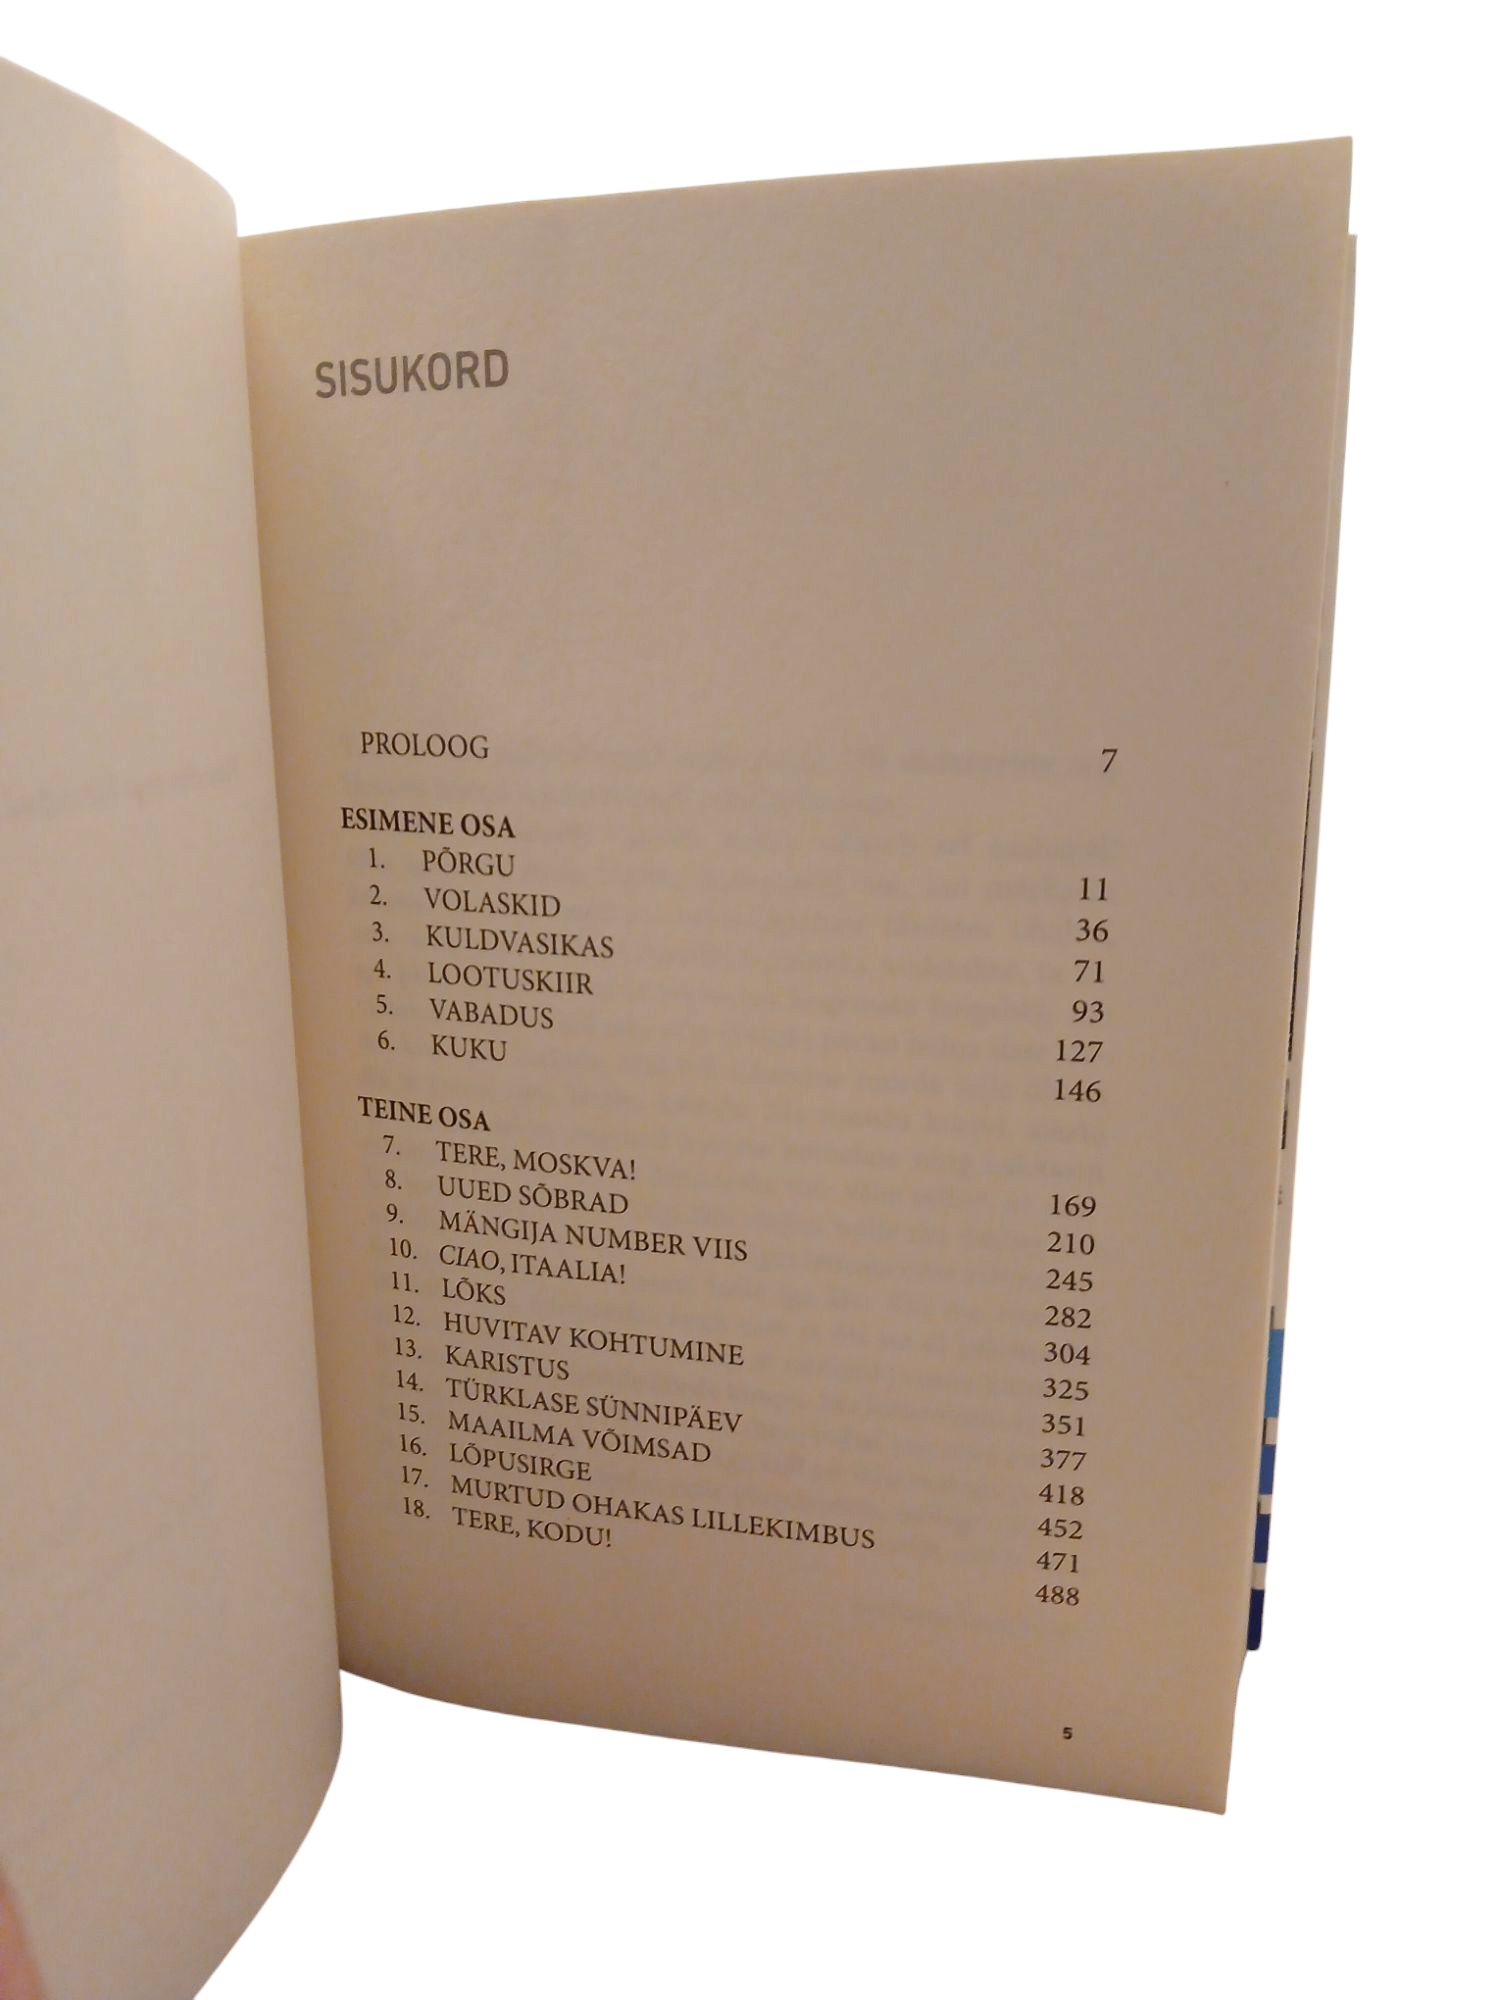 SISUKORD
PROLOOG 7
ESIMENE OSA
1. PÕRGU 11
2. VOLASKID 36
3. KULDVASIKAS 71
4. LOOTUSKIIR 93
5. VABADUS 127
6. KUKU 146
TEINE OSA
7. TERE, MOSKVA! 169
8. UUED SÕBRAD 210
9. MÄNGIJA NUMBER VIIS 245
10. CIAO, ITAALIA! 282
11. LÕKS 304
12. HUVITAV KOHTUMINE 325
13. KARISTUS 351
14. TÜRKLASE SÜNNIPÄEV 377
15. MAAILMA VÕIMSAD 418
16. LÕPUSIRGE 452
17. MURTUD OHAKAS LILLEKIMBUS 471
18. TERE, KODU! 488
5